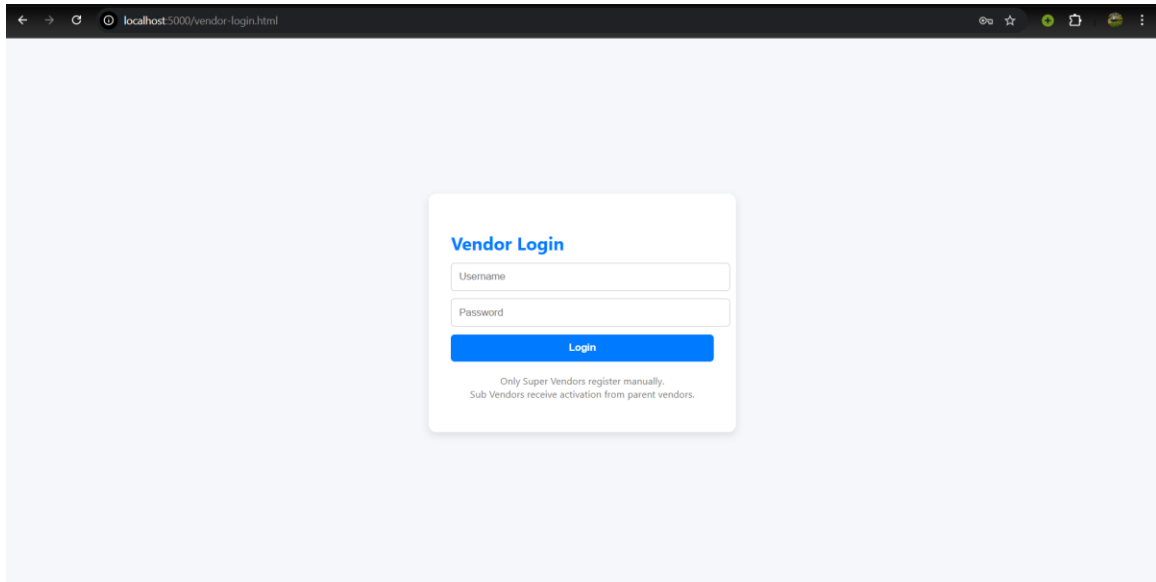 localhost:5000/vendor-login.html
Vendor Login
Username
Password
Login
Only Super Vendors register manually.
Sub Vendors receive activation from parent vendors.